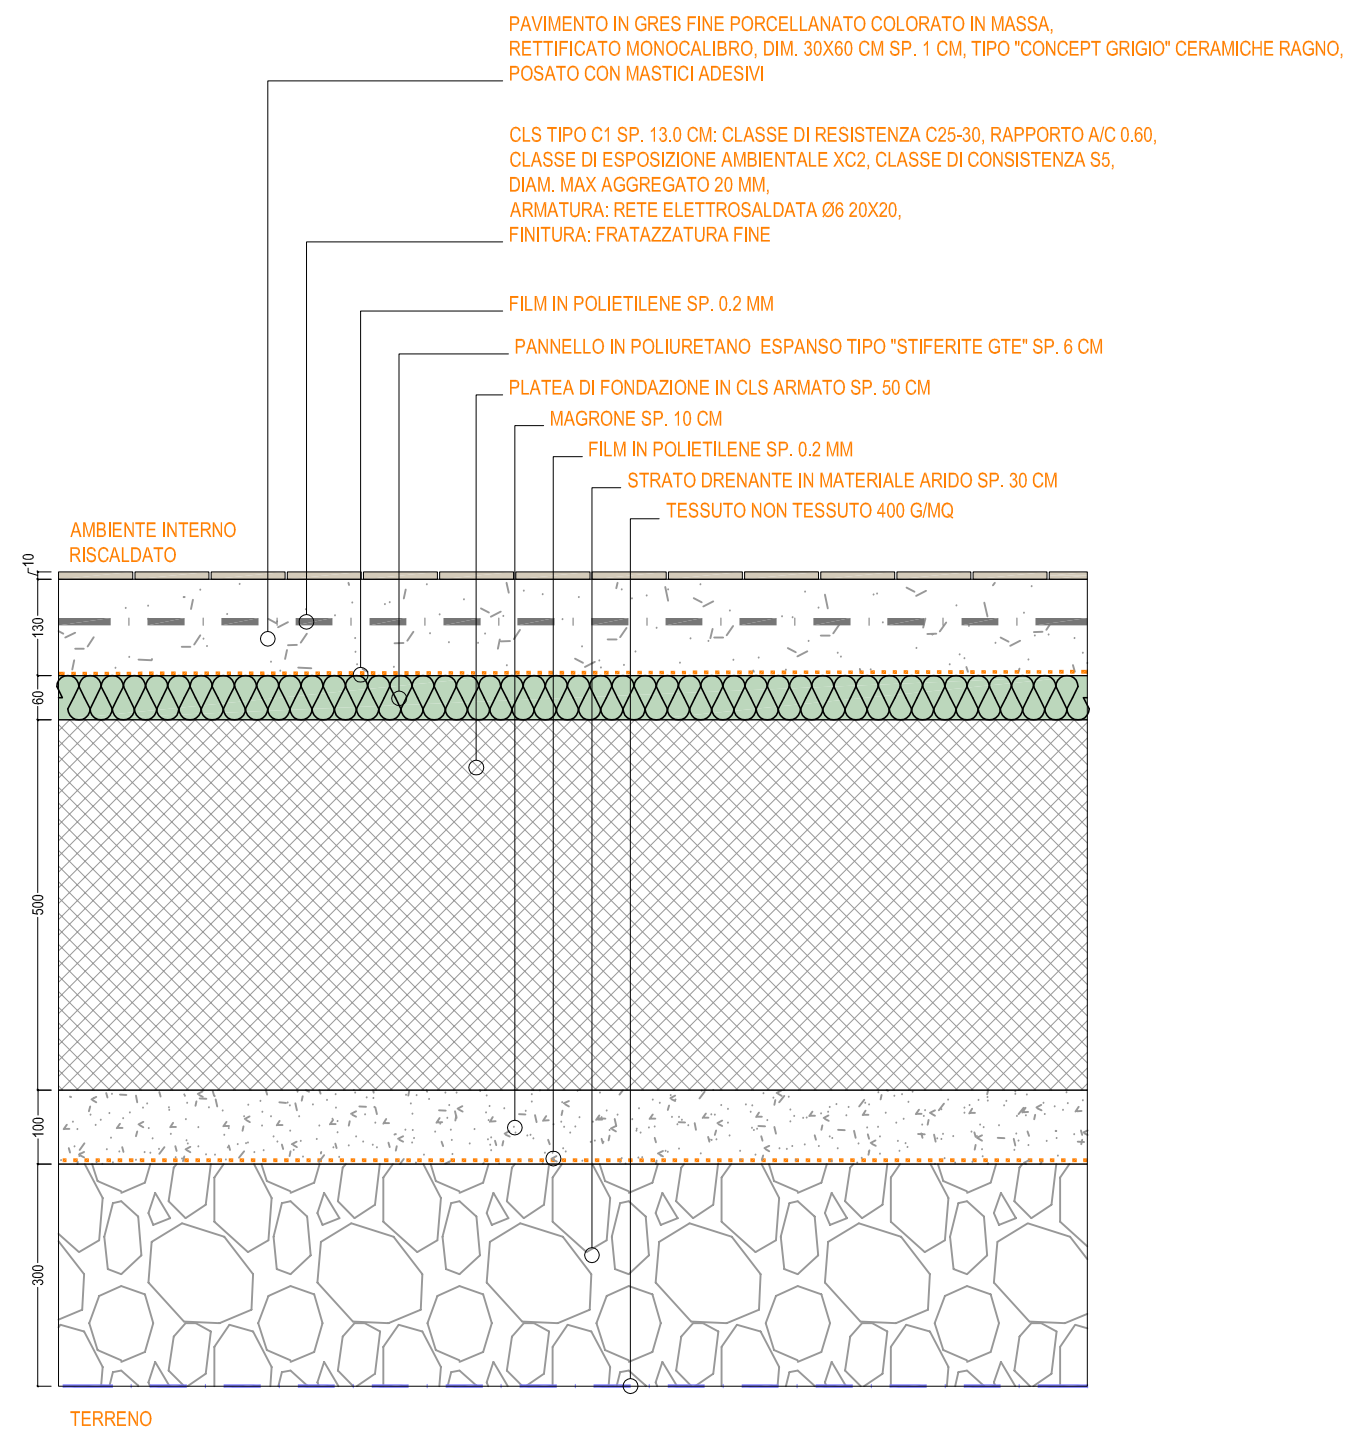 PAVIMENTO IN GRES FINE PORCELLANATO COLORATO IN MASSA,
RETTIFICATO MONOCALIBRO, DIM. 30X60 CM SP. 1 CM, TIPO "CONCEPT GRIGIO" CERAMICHE RAGNO,
POSATO CON MASTICI ADESIVI
CLS TIPO C1 SP. 13.0 CM: CLASSE DI RESISTENZA C25-30, RAPPORTO A/C 0.60,
CLASSE DI ESPOSIZIONE AMBIENTALE XC2, CLASSE DI CONSISTENZA S5,
DIAM. MAX AGGREGATO 20 MM,
ARMATURA: RETE ELETTROSALDATA Ø6 20X20,
FINITURA: FRATAZZATURA FINE
FILM IN POLIETILENE SP. 0.2 MM
PANNELLO IN POLIURETANO ESPANSO TIPO "STIFERITE GTE" SP. 6 CM
PLATEA DI FONDAZIONE IN CLS ARMATO SP. 50 CM
MAGRONE SP. 10 CM
FILM IN POLIETILENE SP. 0.2 MM
STRATO DRENANTE IN MATERIALE ARIDO SP. 30 CM
TESSUTO NON TESSUTO 400 G/MQ
AMBIENTE INTERNO
RISCALDATO
10
130
60
500
100
300
TERRENO